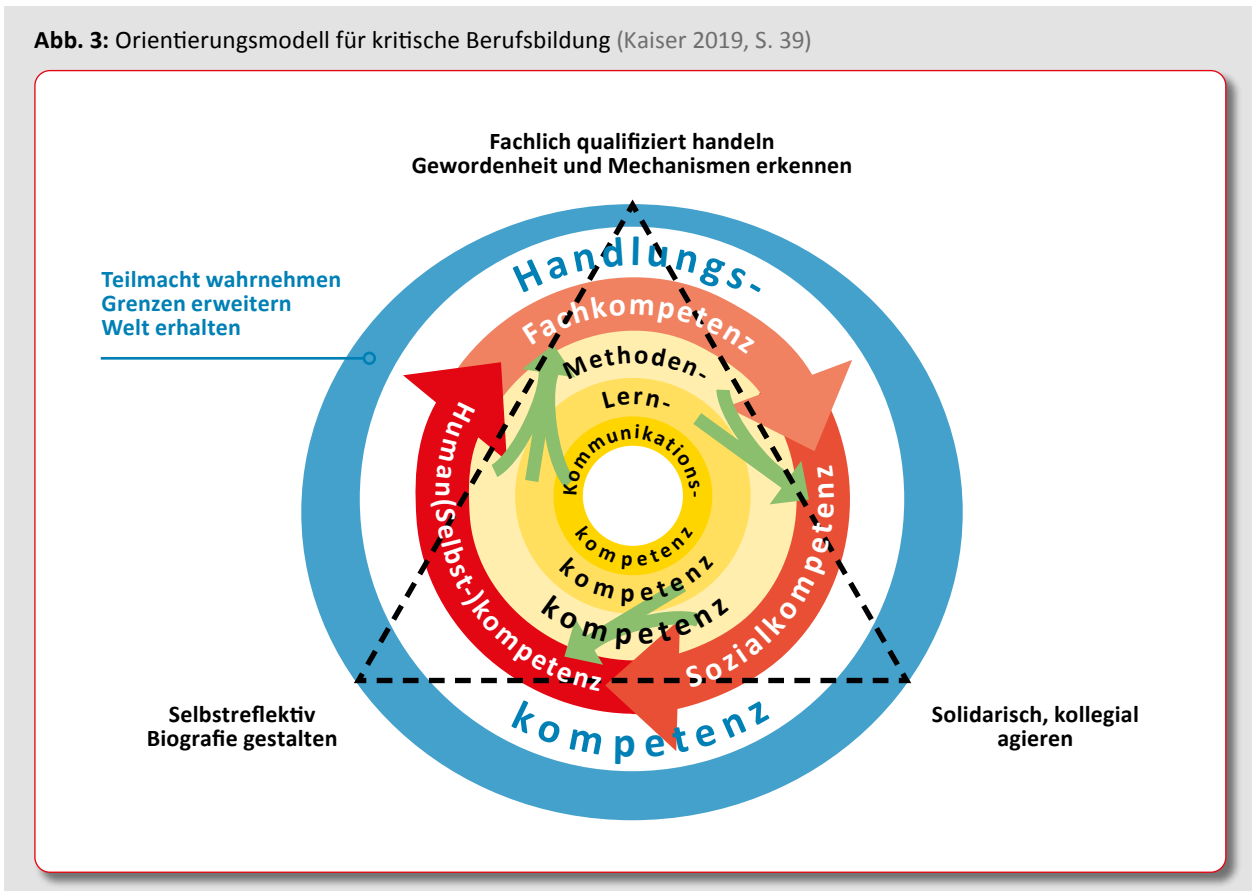 Abb. 3: Orientierungsmodell für kritische Berufsbildung (Kaiser 2019, S. 39)
Fachlich qualifiziert handeln
Gewordenheit und Mechanismen erkennen
Teilmacht wahrnehmen
Grenzen erweitern
Welt erhalten
Handlungs-
Fachkompetenz
Methoden-
Lern-
Kommunikations-
kompetenz
kompetenz
kompetenz
Human(Selbst-)kompetenz
Sozialkompetenz
kompetenz
Selbstreflektiv
Biografie gestalten
Solidarisch, kollegial
agieren